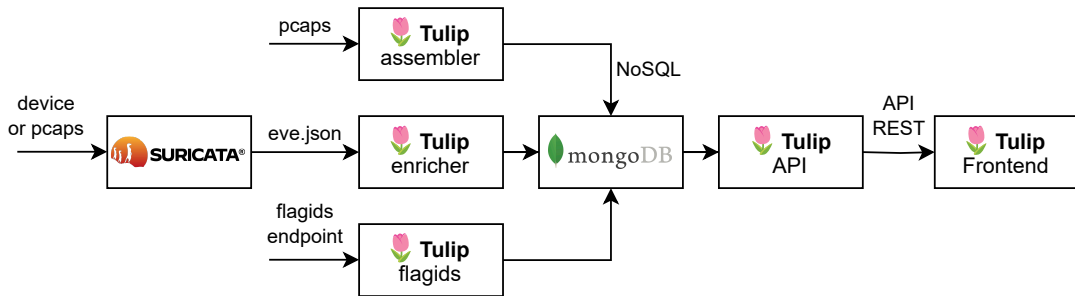 pcaps
Tulip
assembler
NoSQL
device
or pcaps
SURICATA®
eve.json
Tulip
enricher
mongoDB
Tulip
API
API
REST
Tulip
Frontend
flagids
endpoint
Tulip
flagids